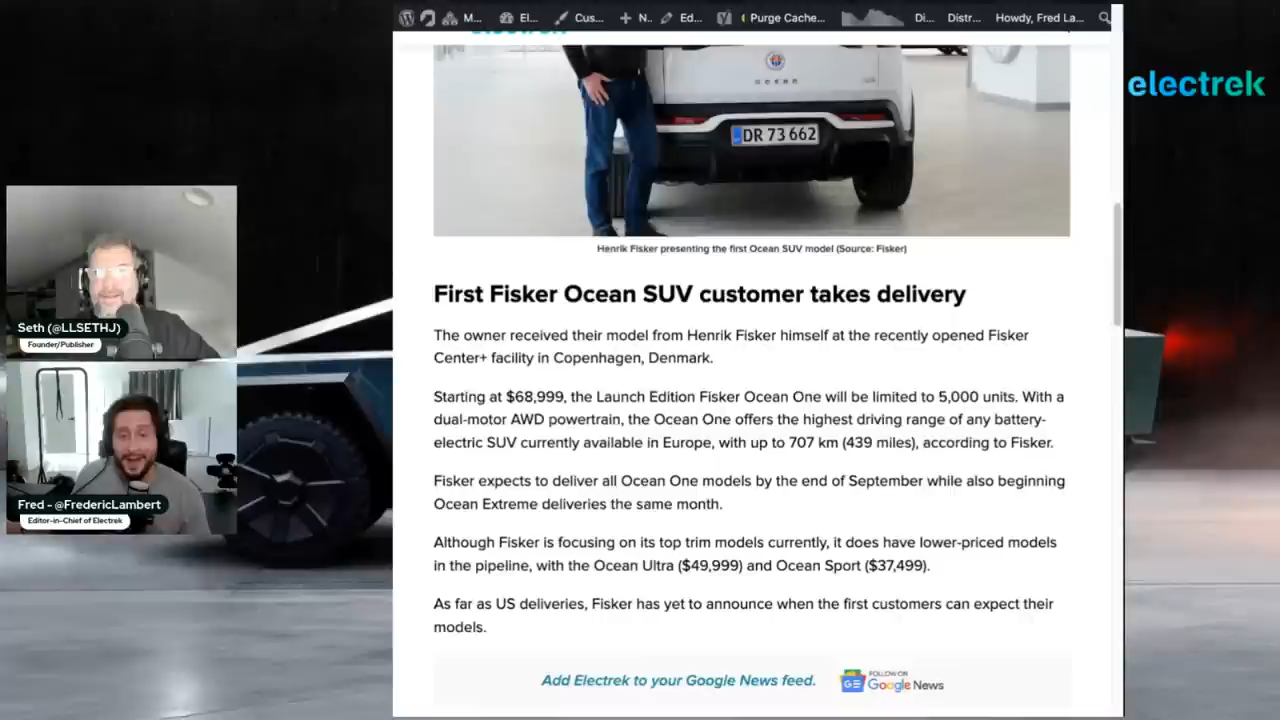 M...
El...
Cus...
N..
Ed...
Purge Cache...
Di...
Distr...
Howdy, Fred La...
electrek
ocean
DR 73 662
Henrik Fisker presenting the first Ocean SUV model (Source: Fisker)
First Fisker Ocean SUV customer takes delivery
The owner received their model from Henrik Fisker himself at the recently opened Fisker
Center+ facility in Copenhagen, Denmark.
Starting at $68,999, the Launch Edition Fisker Ocean One will be limited to 5,000 units. With a
dual-motor AWD powertrain, the Ocean One offers the highest driving range of any battery-
electric SUV currently available in Europe, with up to 707 km (439 miles), according to Fisker.
Fisker expects to deliver all Ocean One models by the end of September while also beginning
Ocean Extreme deliveries the same month.
Although Fisker is focusing on its top trim models currently, it does have lower-priced models
in the pipeline, with the Ocean Ultra ($49,999) and Ocean Sport ($37,499).
As far as US deliveries, Fisker has yet to announce when the first customers can expect their
models.
Add Electrek to your Google News feed.
FOLLOW ON
GE Google News
Seth (@LLSETHJ)
Founder/Publisher
Fred - @FredericLambert
Editor-in-Chief of Electrek